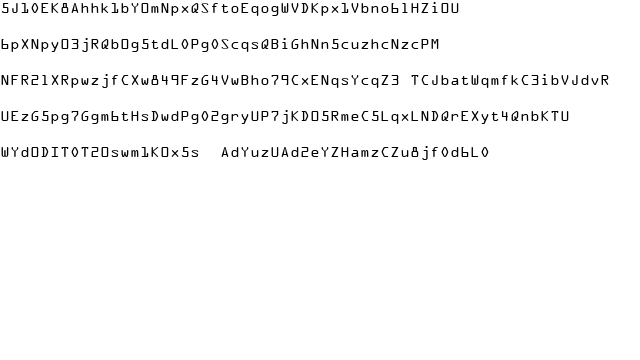 5J10EK8Ahhk1bYOmNpxQSftoEqogWVDKpx1Vbno61HZiOU
6pXNpyO3jRQbOg5tdL0Pg0ScqsQBiGhNn5cuzhcNzcPM
NFR21XRpwzjfCXw849FzG4VwBho79CxENqsYcqZ3 TCJbatWqmfkC3ibVJdvR
UEzG5pg7Ggm6tHsDwdPg02gryUP7jKDO5RmeC5LqxLNDQrEXyt4QnbKTU
WYdODIT0T2Oswm1KOx5s  AdYuzUAd2eYZHamzCZu8jf0d6L0